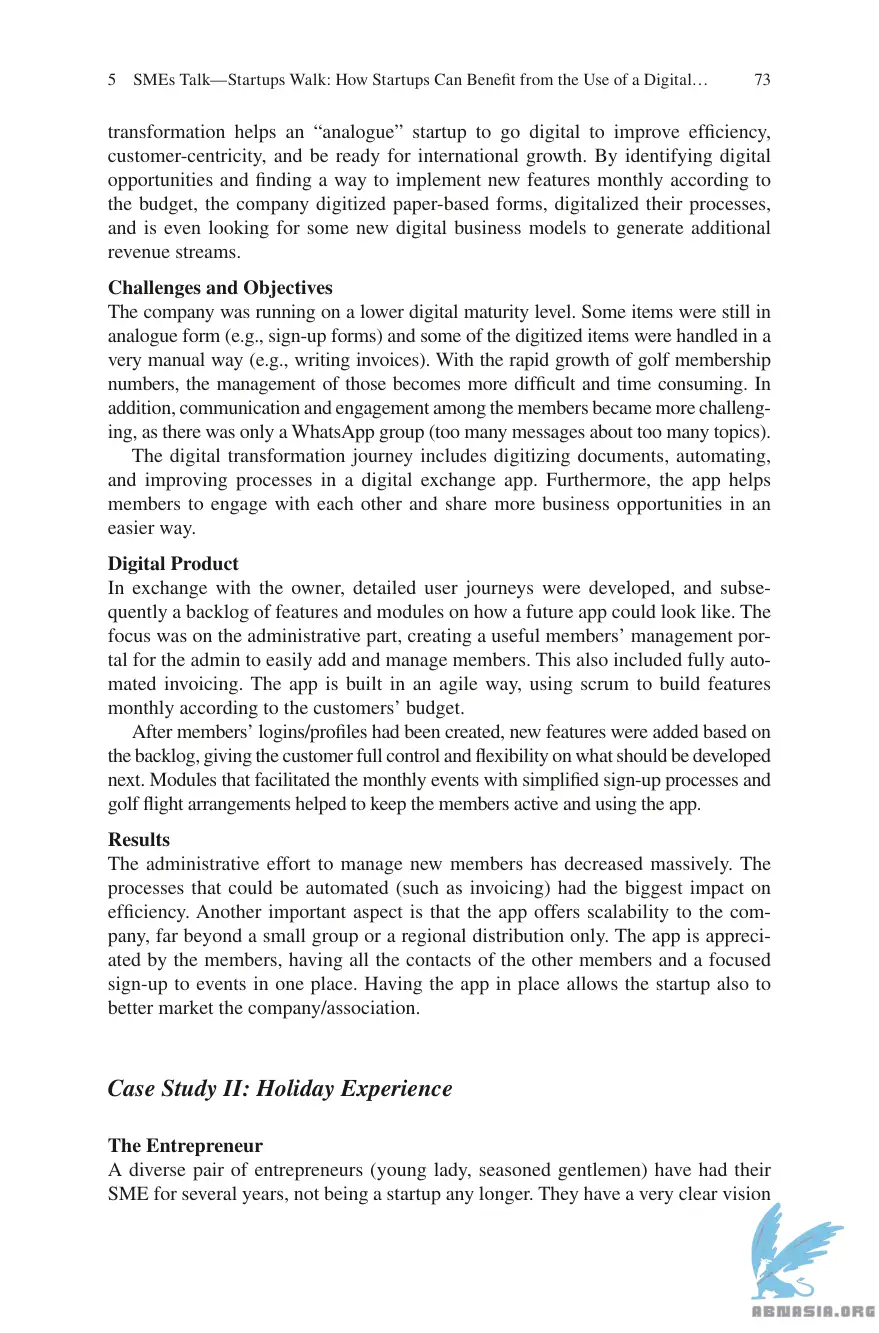 5 SMEs Talk—Startups Walk: How Startups Can Benefit from the Use of a Digital… 73
transformation helps an “analogue” startup to go digital to improve efficiency,
customer-centricity, and be ready for international growth. By identifying digital
opportunities and finding a way to implement new features monthly according to
the budget, the company digitized paper-based forms, digitalized their processes,
and is even looking for some new digital business models to generate additional
revenue streams.
Challenges and Objectives
The company was running on a lower digital maturity level. Some items were still in
analogue form (e.g., sign-up forms) and some of the digitized items were handled in a
very manual way (e.g., writing invoices). With the rapid growth of golf membership
numbers, the management of those becomes more difficult and time consuming. In
addition, communication and engagement among the members became more challeng-
ing, as there was only a WhatsApp group (too many messages about too many topics).
The digital transformation journey includes digitizing documents, automating,
and improving processes in a digital exchange app. Furthermore, the app helps
members to engage with each other and share more business opportunities in an
easier way.
Digital Product
In exchange with the owner, detailed user journeys were developed, and subse-
quently a backlog of features and modules on how a future app could look like. The
focus was on the administrative part, creating a useful members’ management por-
tal for the admin to easily add and manage members. This also included fully auto-
mated invoicing. The app is built in an agile way, using scrum to build features
monthly according to the customers’ budget.
After members’ logins/profiles had been created, new features were added based on
the backlog, giving the customer full control and flexibility on what should be developed
next. Modules that facilitated the monthly events with simplified sign-up processes and
golf flight arrangements helped to keep the members active and using the app.
Results
The administrative effort to manage new members has decreased massively. The
processes that could be automated (such as invoicing) had the biggest impact on
efficiency. Another important aspect is that the app offers scalability to the com-
pany, far beyond a small group or a regional distribution only. The app is appreci-
ated by the members, having all the contacts of the other members and a focused
sign-up to events in one place. Having the app in place allows the startup also to
better market the company/association.
Case Study II: Holiday Experience
The Entrepreneur
A diverse pair of entrepreneurs (young lady, seasoned gentlemen) have had their
SME for several years, not being a startup any longer. They have a very clear vision
ABNASIA.ORG